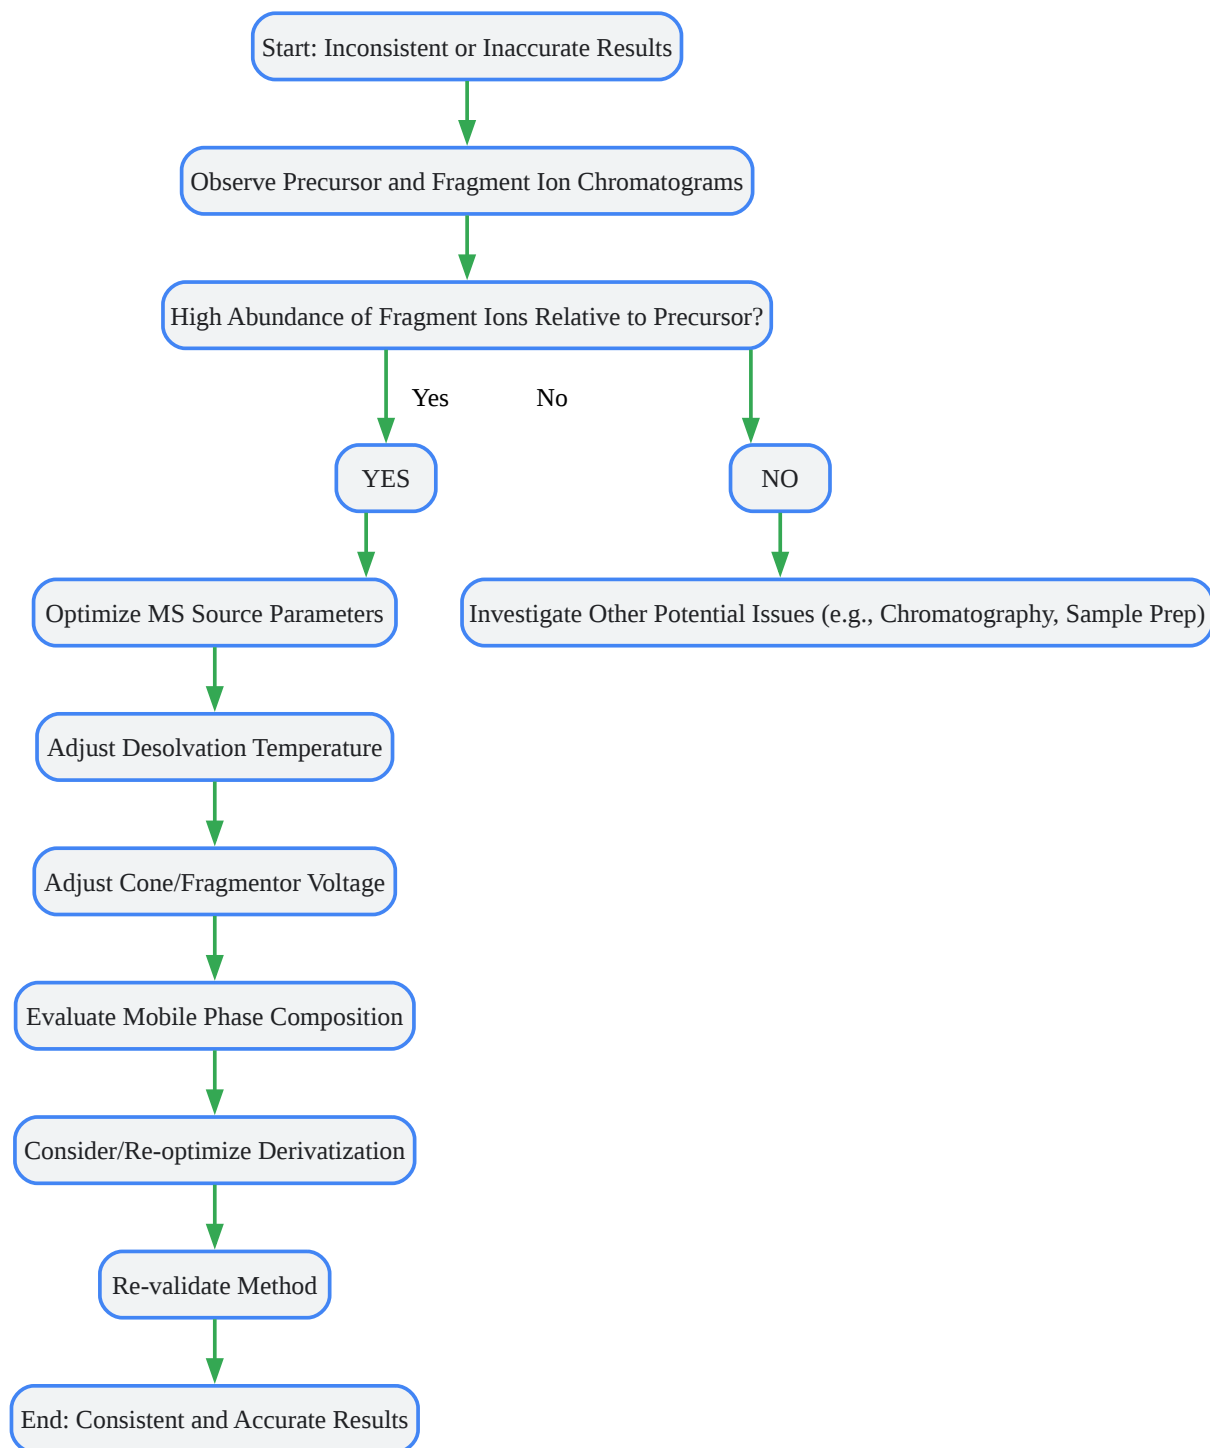 Start: Inconsistent or Inaccurate Results
Observe Precursor and Fragment Ion Chromatograms
High Abundance of Fragment Ions Relative to Precursor?
Yes
No
YES
NO
Optimize MS Source Parameters
Investigate Other Potential Issues (e.g., Chromatography, Sample Prep)
Adjust Desolvation Temperature
Adjust Cone/Fragmentor Voltage
Evaluate Mobile Phase Composition
Consider/Re-optimize Derivatization
Re-validate Method
End: Consistent and Accurate Results